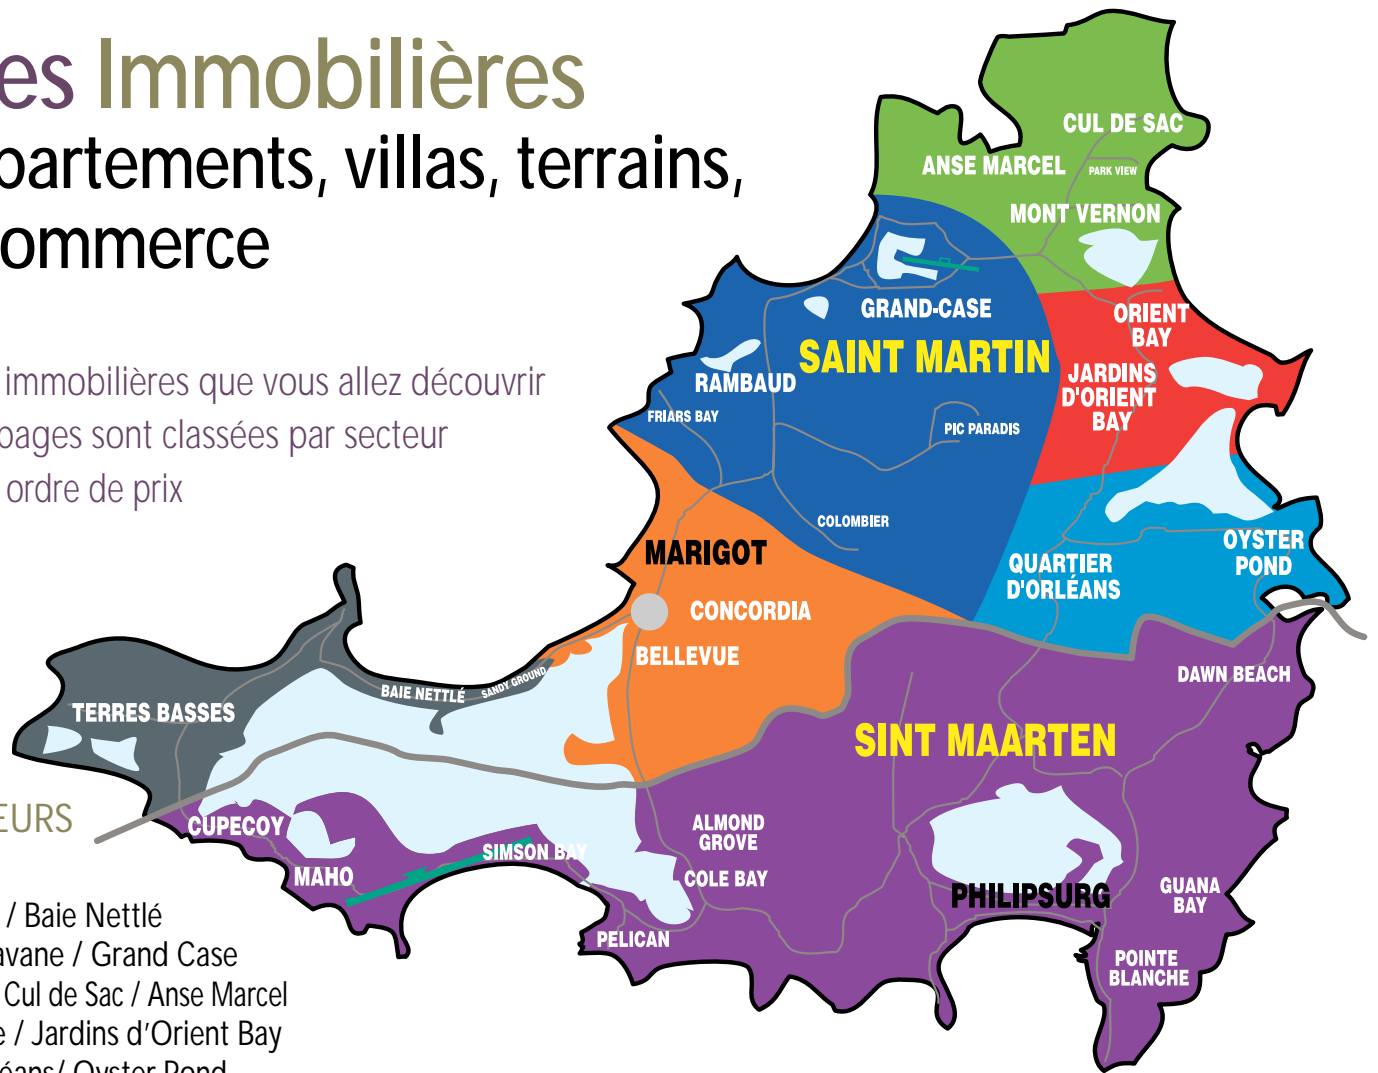 es Immobilières
partements, villas, terrains,
ommerce
immobilières que vous allez découvrir
pages sont classées par secteur
ordre de prix
EURS
/ Baie Nettlé
avane / Grand Case
Cul de Sac / Anse Marcel
e / Jardins d'Orient Bay
éans/ Oyster Pond
CUL DE SAC
ANSE MARCEL
PARK VIEW
MONT VERNON
GRAND-CASE
ORIENT
BAY
SAINT MARTIN
RAMBAUD
JARDINS
D'ORIENT
BAY
FRIARS BAY
PIC PARADIS
COLOMBIER
MARIGOT
OYSTER
POND
QUARTIER
D'ORLÉANS
CONCORDIA
BELLEVUE
DAWN BEACH
BAIE NETTLÉ
SANDY GROUND
TERRES BASSES
SINT MAARTEN
CUPECOY
ALMOND
GROVE
SIMSON BAY
MAHO
COLE BAY
PHILIPSURG
GUANA
BAY
PELICAN
POINTE
BLANCHE